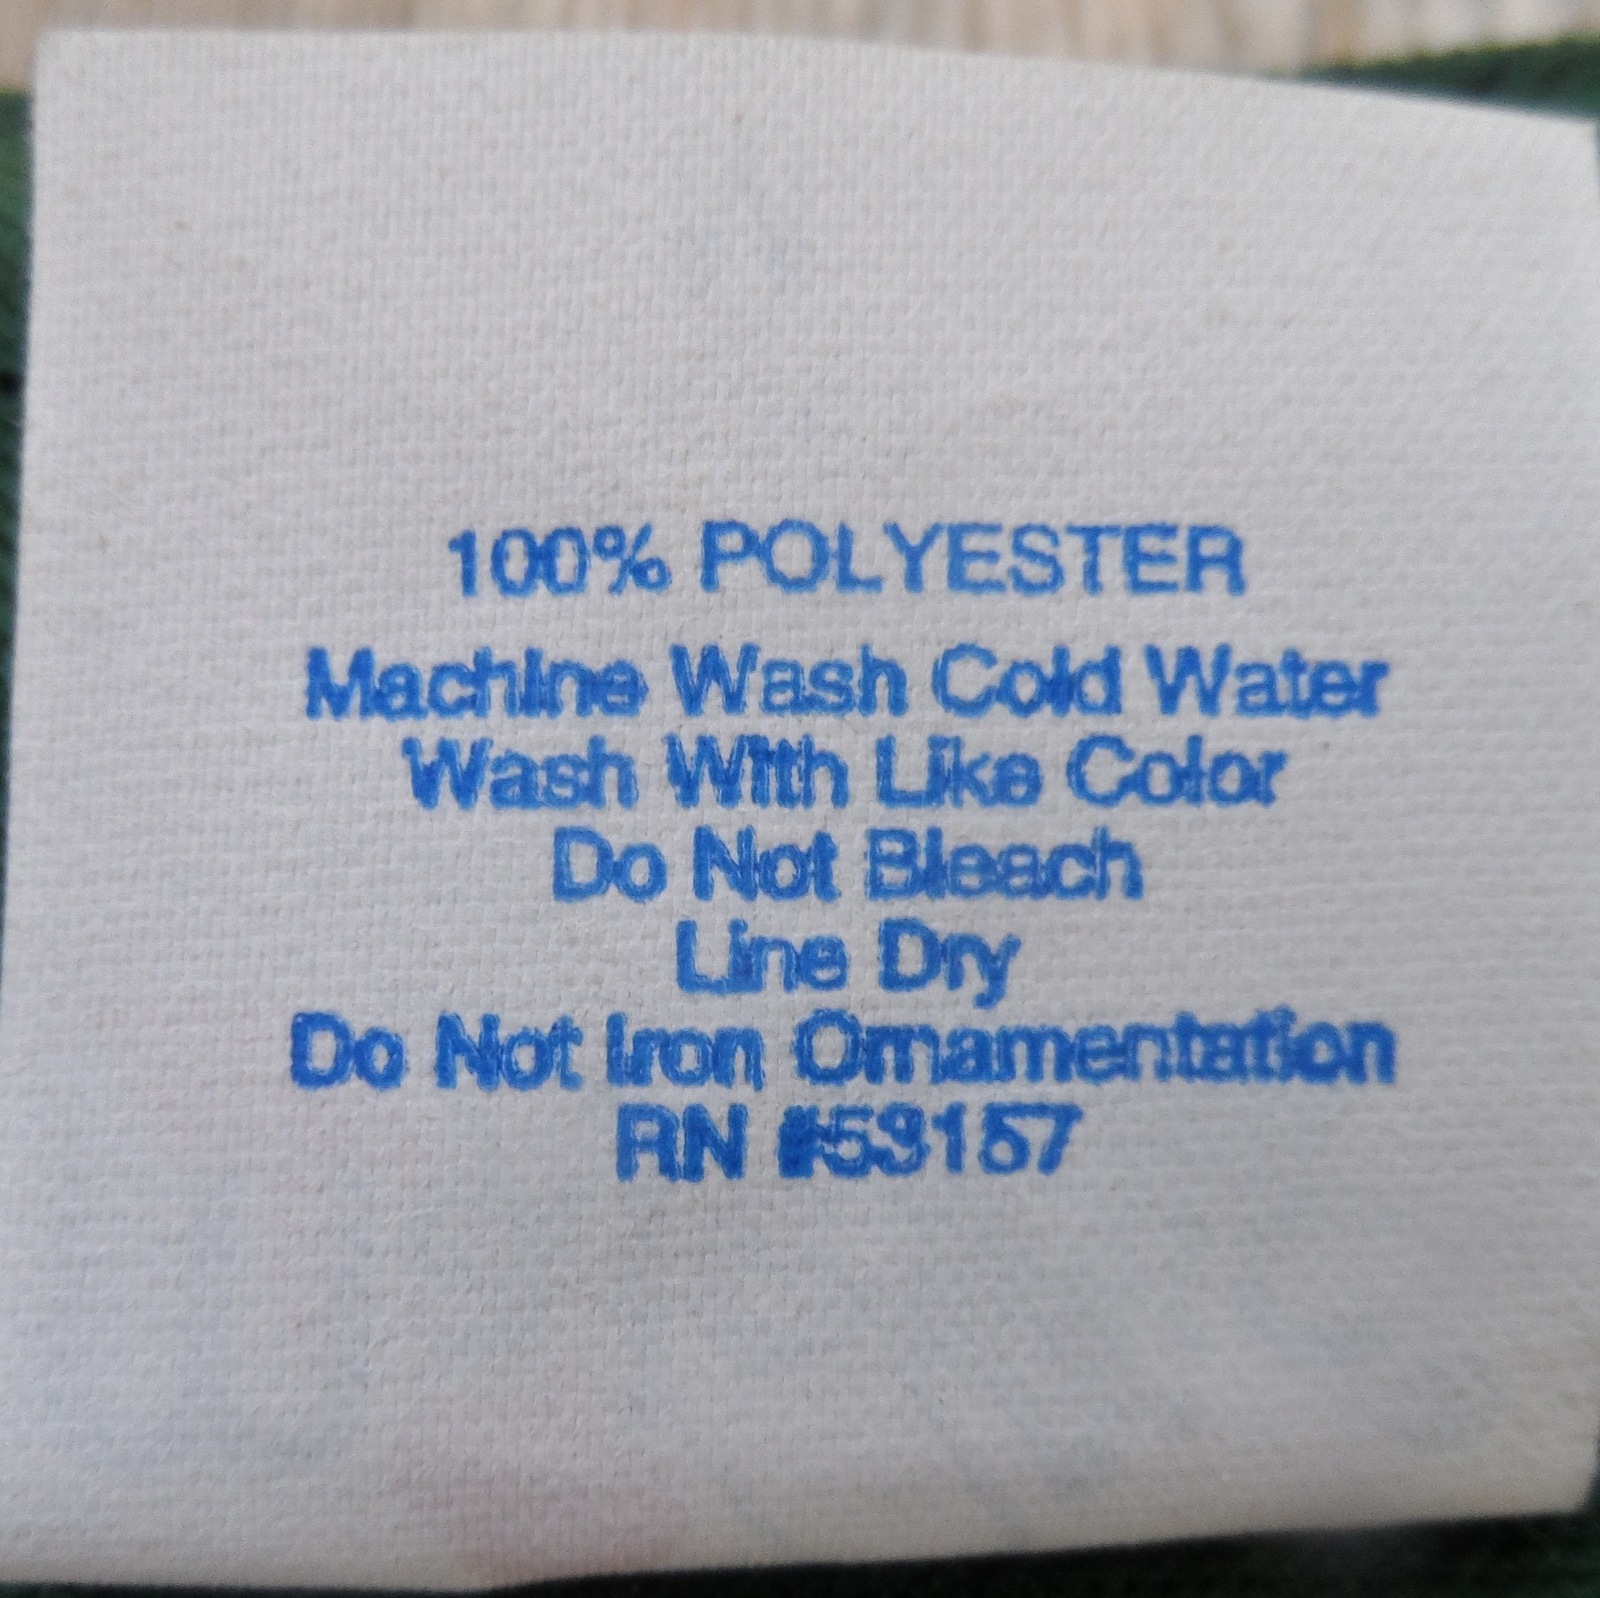 100% POLYESTER
Machine Wash Cold Water
Wash With Like Color
Do Not Bleach
Line Dry
Do Not Iron Ornamentation
RN #53157